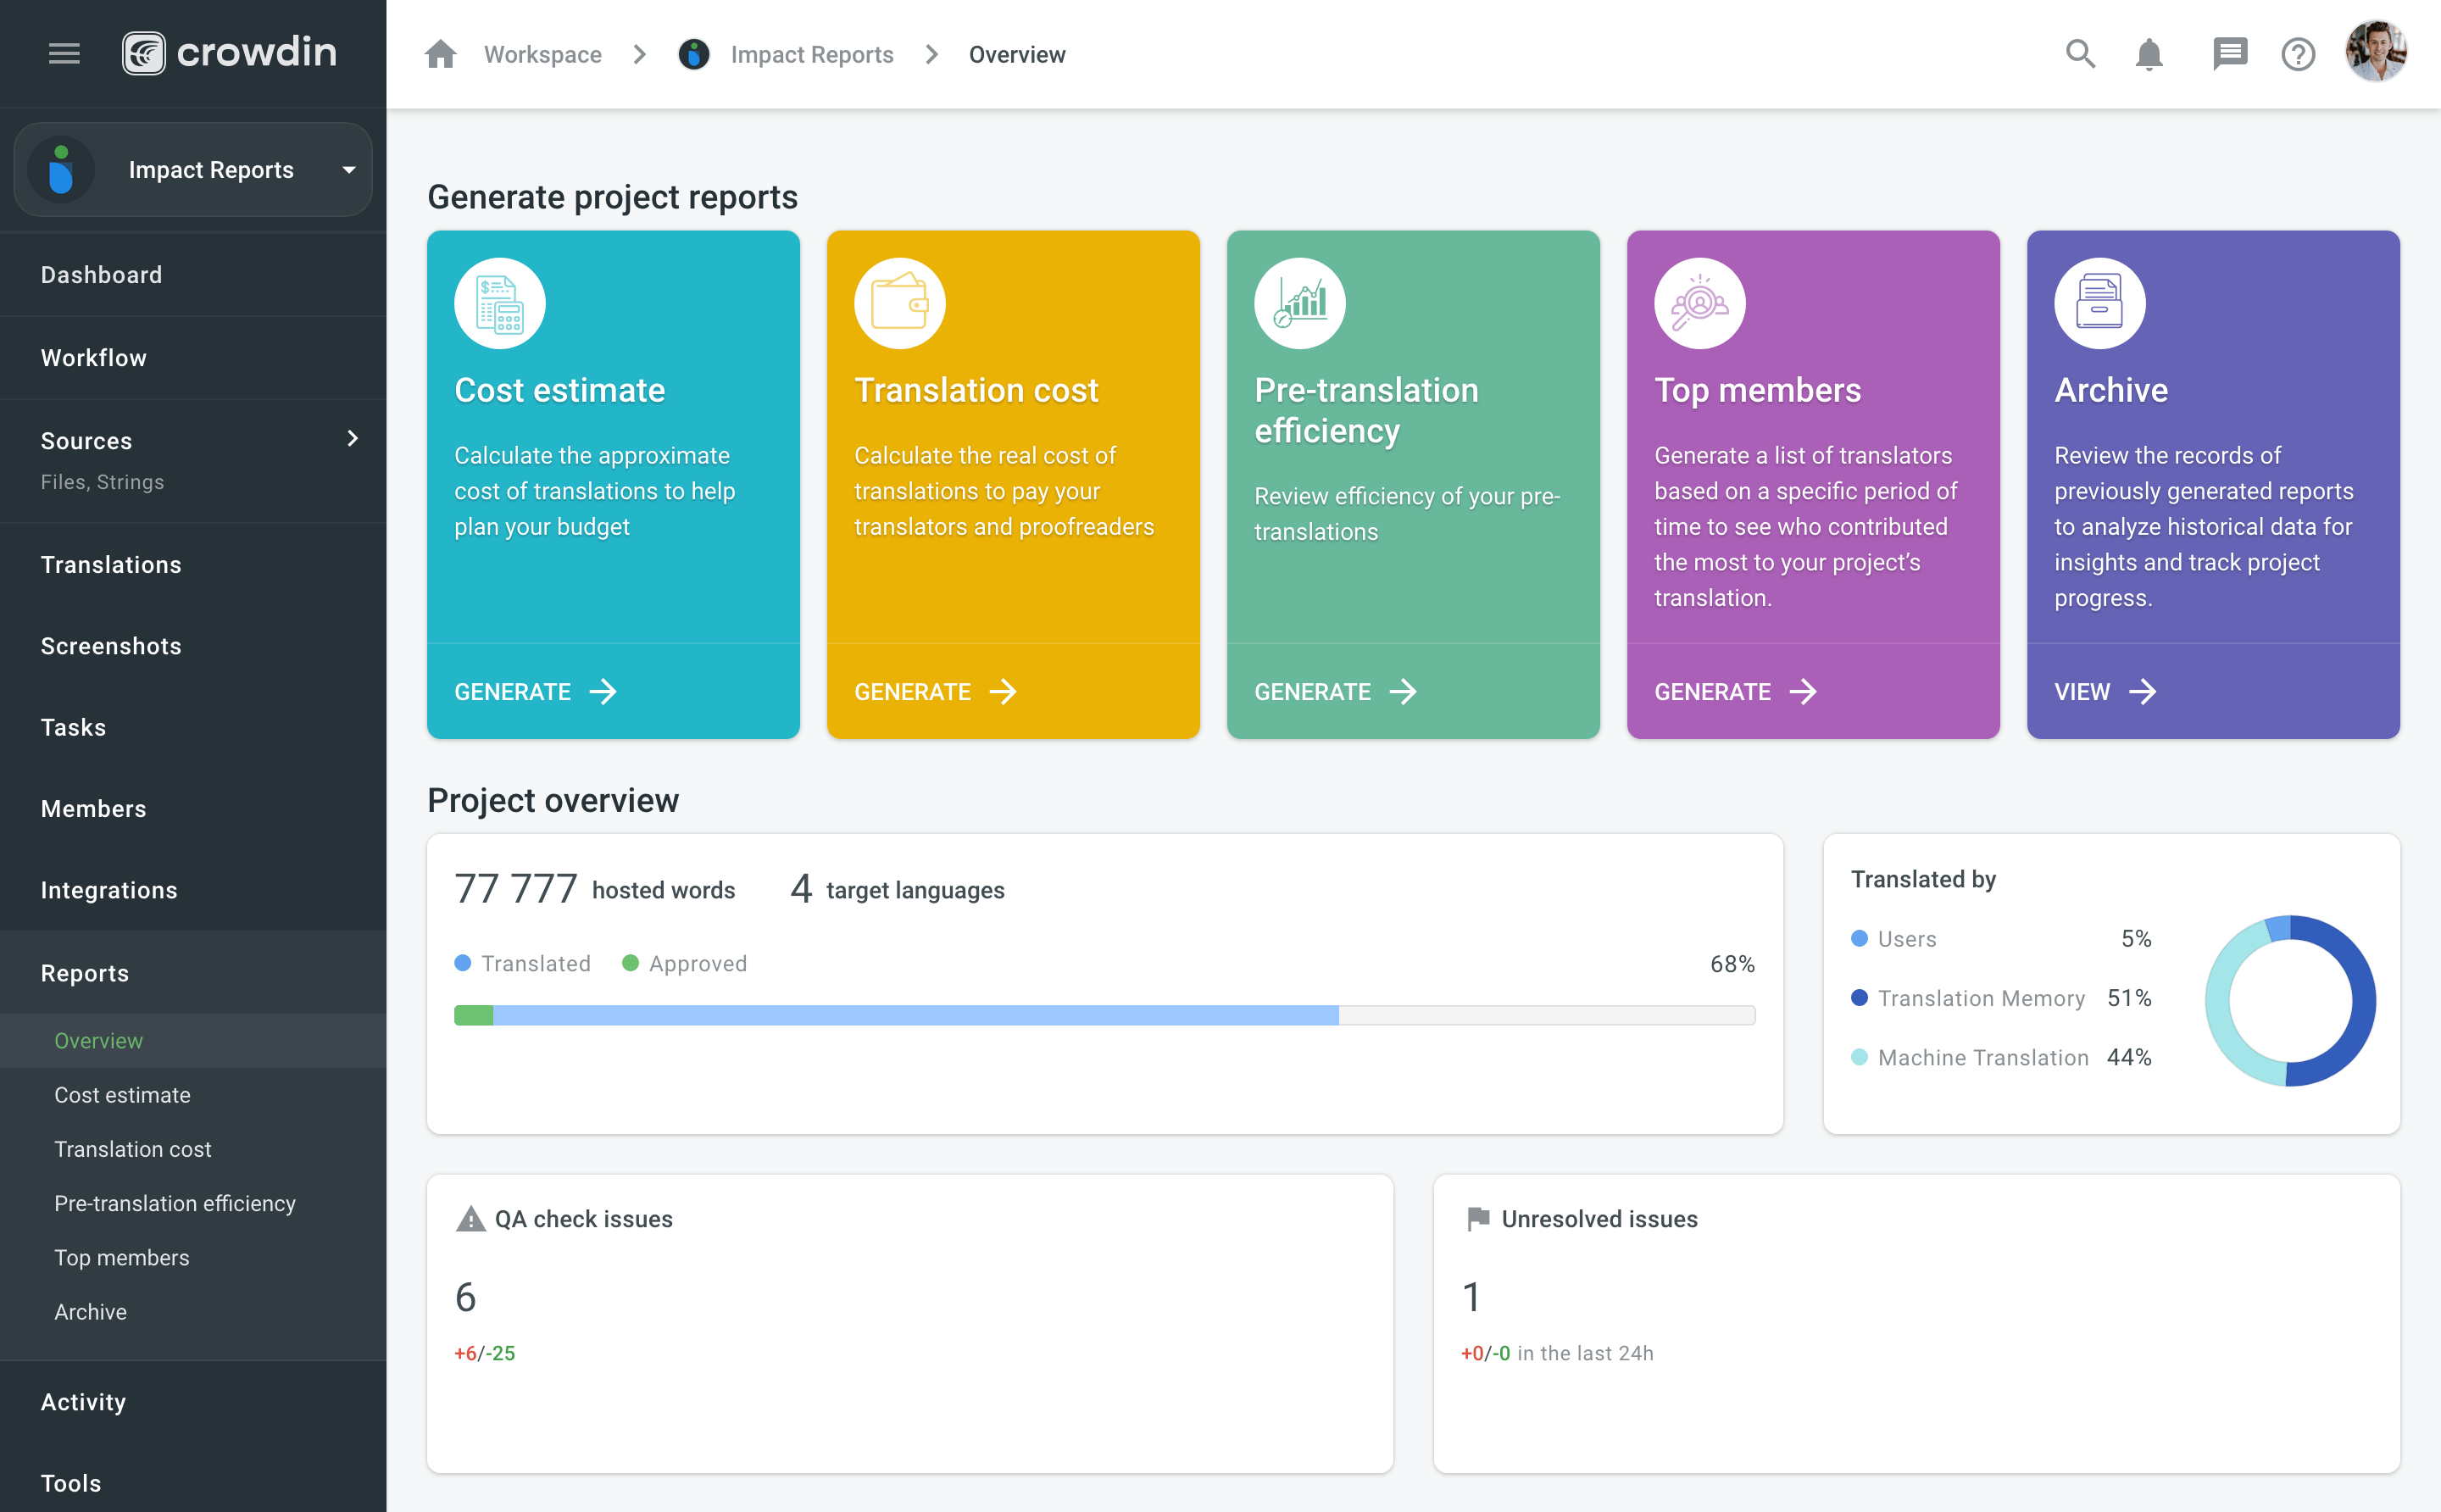 crowdin
Workspace
Impact Reports
Overview
Impact Reports
Dashboard
Workflow
Sources
Files, Strings
Translations
Screenshots
Tasks
Members
Integrations
Reports
Overview
Cost estimate
Translation cost
Pre-translation efficiency
Top members
Archive
Activity
Tools
Generate project reports
Cost estimate
Calculate the approximate
cost of translations to help
plan your budget
GENERATE
Translation cost
Calculate the real cost of
translations to pay your
translators and proofreaders
GENERATE
Pre-translation
efficiency
Review efficiency of your pre-
translations
GENERATE
Top members
Generate a list of translators
based on a specific period of
time to see who contributed
the most to your project’s
translation.
GENERATE
Archive
Review the records of
previously generated reports
to analyze historical data for
insights and track project
progress.
VIEW
Project overview
77 777 hosted words 4 target languages
Translated Approved 68%
Translated by
Users 5%
Translation Memory 51%
Machine Translation 44%
QA check issues
6
+6/-25
Unresolved issues
1
+0/-0 in the last 24h